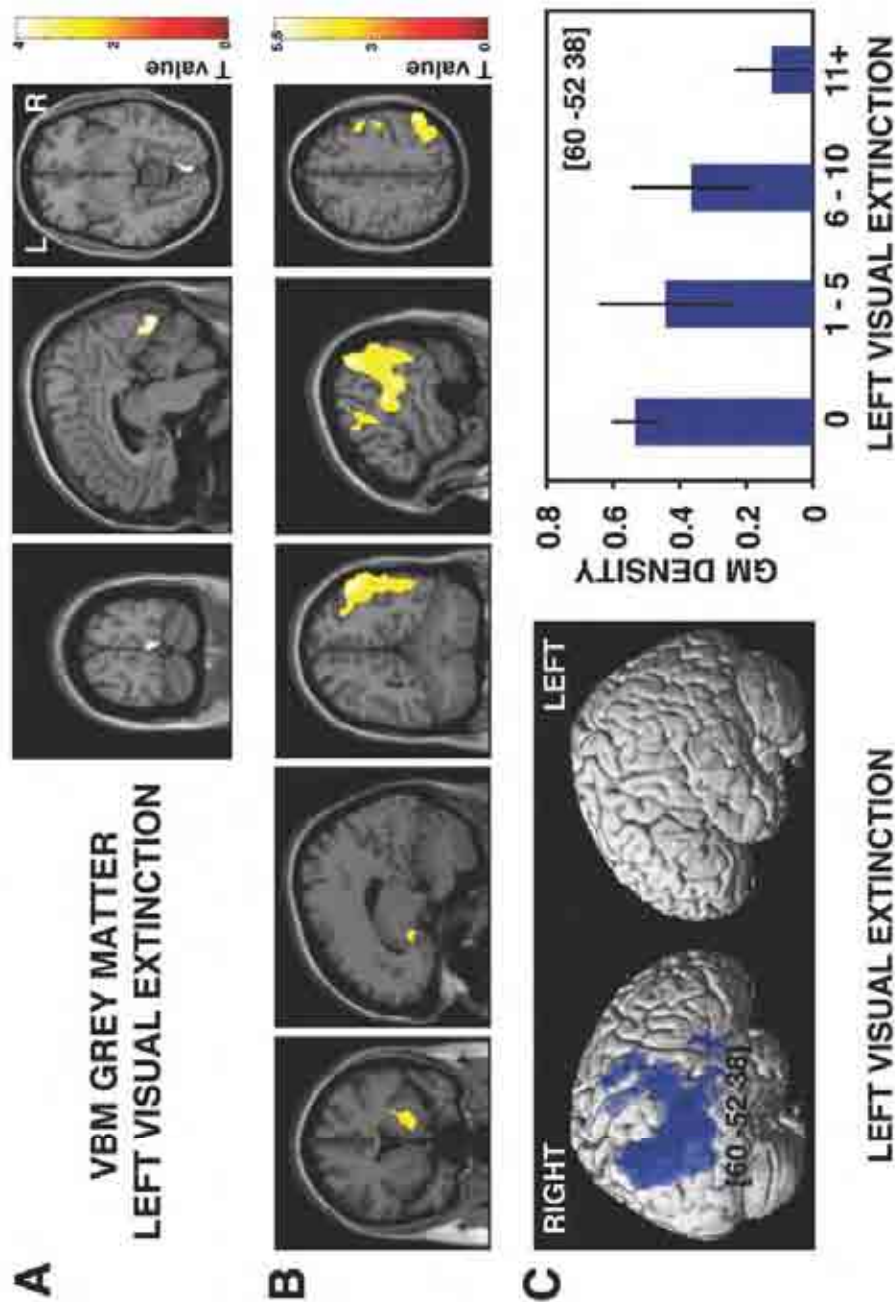 A
VBM GREY MATTER
LEFT VISUAL EXTINCTION
L
R
4
2
0
T value
B
5.5
3
0
T value
C
RIGHT
LEFT
[60 -52 38]
LEFT VISUAL EXTINCTION
GM DENSITY
0.8
0.6
0.4
0.2
0
[60 -52 38]
0
1 - 5
6 - 10
11+
LEFT VISUAL EXTINCTION